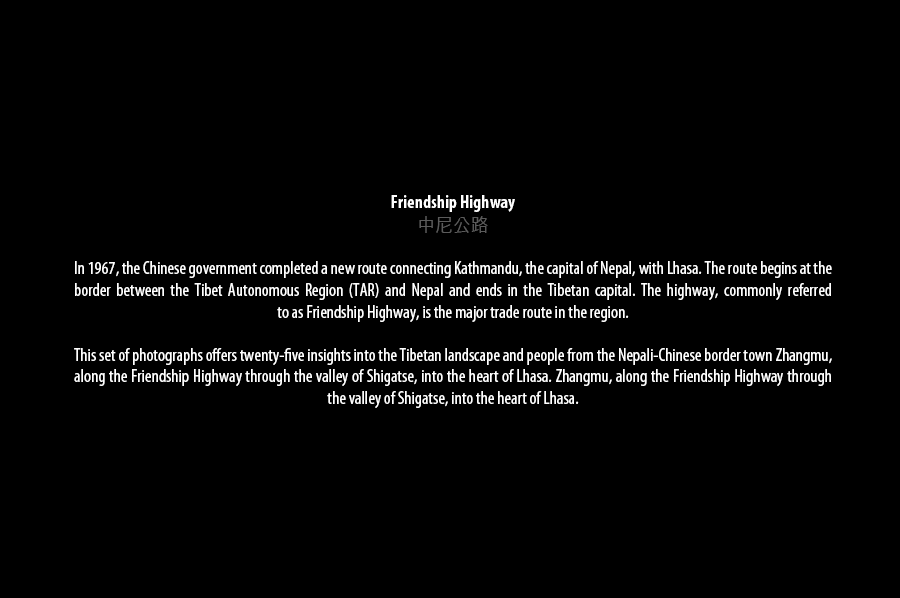 Friendship Highway
中尼公路
In 1967, the Chinese government completed a new route connecting Kathmandu, the capital of Nepal, with Lhasa. The route begins at the
border between the Tibet Autonomous Region (TAR) and Nepal and ends in the Tibetan capital. The highway, commonly referred
to as Friendship Highway, is the major trade route in the region.
This set of photographs offers twenty-five insights into the Tibetan landscape and people from the Nepali-Chinese border town Zhangmu,
along the Friendship Highway through the valley of Shigatse, into the heart of Lhasa. Zhangmu, along the Friendship Highway through
the valley of Shigatse, into the heart of Lhasa.